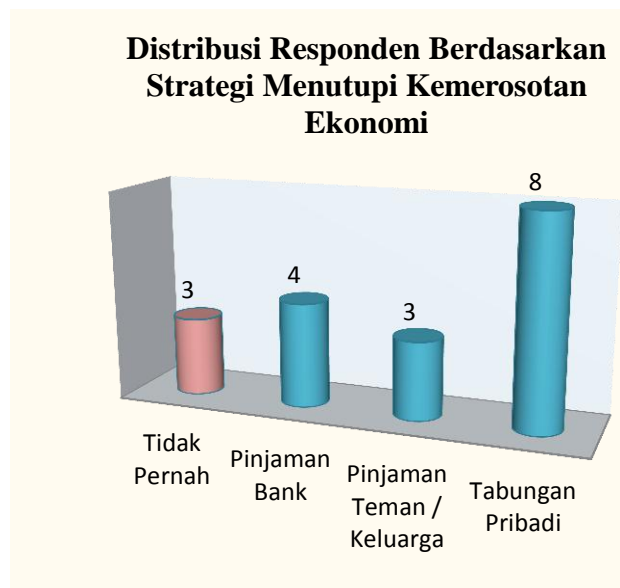 Distribusi Responden Berdasarkan
Strategi Menutupi Kemerosotan
Ekonomi
8
4
3
3
Tidak
Pernah
Pinjaman
Bank
Pinjaman
Teman /
Keluarga
Tabungan
Pribadi